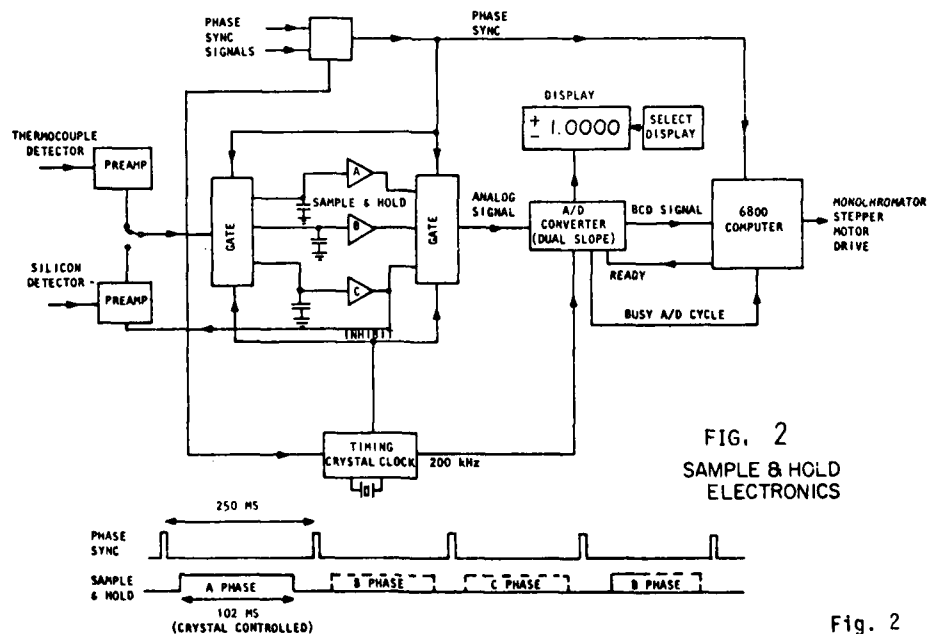 PHASE
SYNC
SIGNALS
PHASE
SYNC
DISPLAY
+
- 1.0000
SELECT
DISPLAY
THERMOCOUPLE
DETECTOR
PREAMP
GATE
A
SAMPLE & HOLD
B
C
GATE
ANALOG
SIGNAL
A/D
CONVERTER
(DUAL SLOPE)
BCD SIGNAL
6800
COMPUTER
MONOCHROMATOR
STEPPER
MOTOR
DRIVE
SILICON
DETECTOR
PREAMP
READY
INHIBIT
BUSY A/D CYCLE
TIMING
CRYSTAL CLOCK
200 kHz
FIG. 2
SAMPLE & HOLD
ELECTRONICS
250 MS
PHASE
SYNC
SAMPLE
& HOLD
A PHASE
B PHASE
C PHASE
B PHASE
102 MS
(CRYSTAL CONTROLLED)
Fig. 2